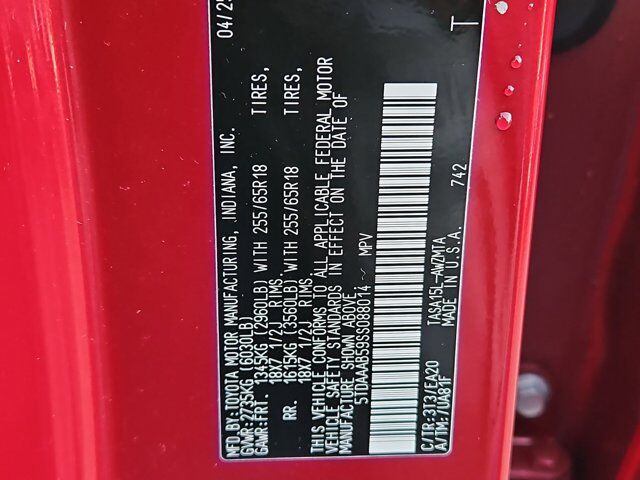 MFD.BY:TOYOTA MOTOR MANUFACTURING, INDIANA, INC. 04/25
GVWR:2735KG (6030LB)
GAWR:FRT. 1345KG (2960LB) WITH 255/65R18 TIRES,
18X7 1/2J RIMS.
RR. 1615KG (3560LB) WITH 255/65R18 TIRES,
18X7 1/2J RIMS.
THIS VEHICLE CONFORMS TO ALL APPLICABLE FEDERAL MOTOR
VEHICLE SAFETY STANDARDS IN EFFECT ON THE DATE OF
MANUFACTURE SHOWN ABOVE.
5TDAAAB59SS088014 MPV
C/TR:3T3/EA20 TASA15L-AWZMTA 742 T
A/TM:/UA81F MADE IN U.S.A.